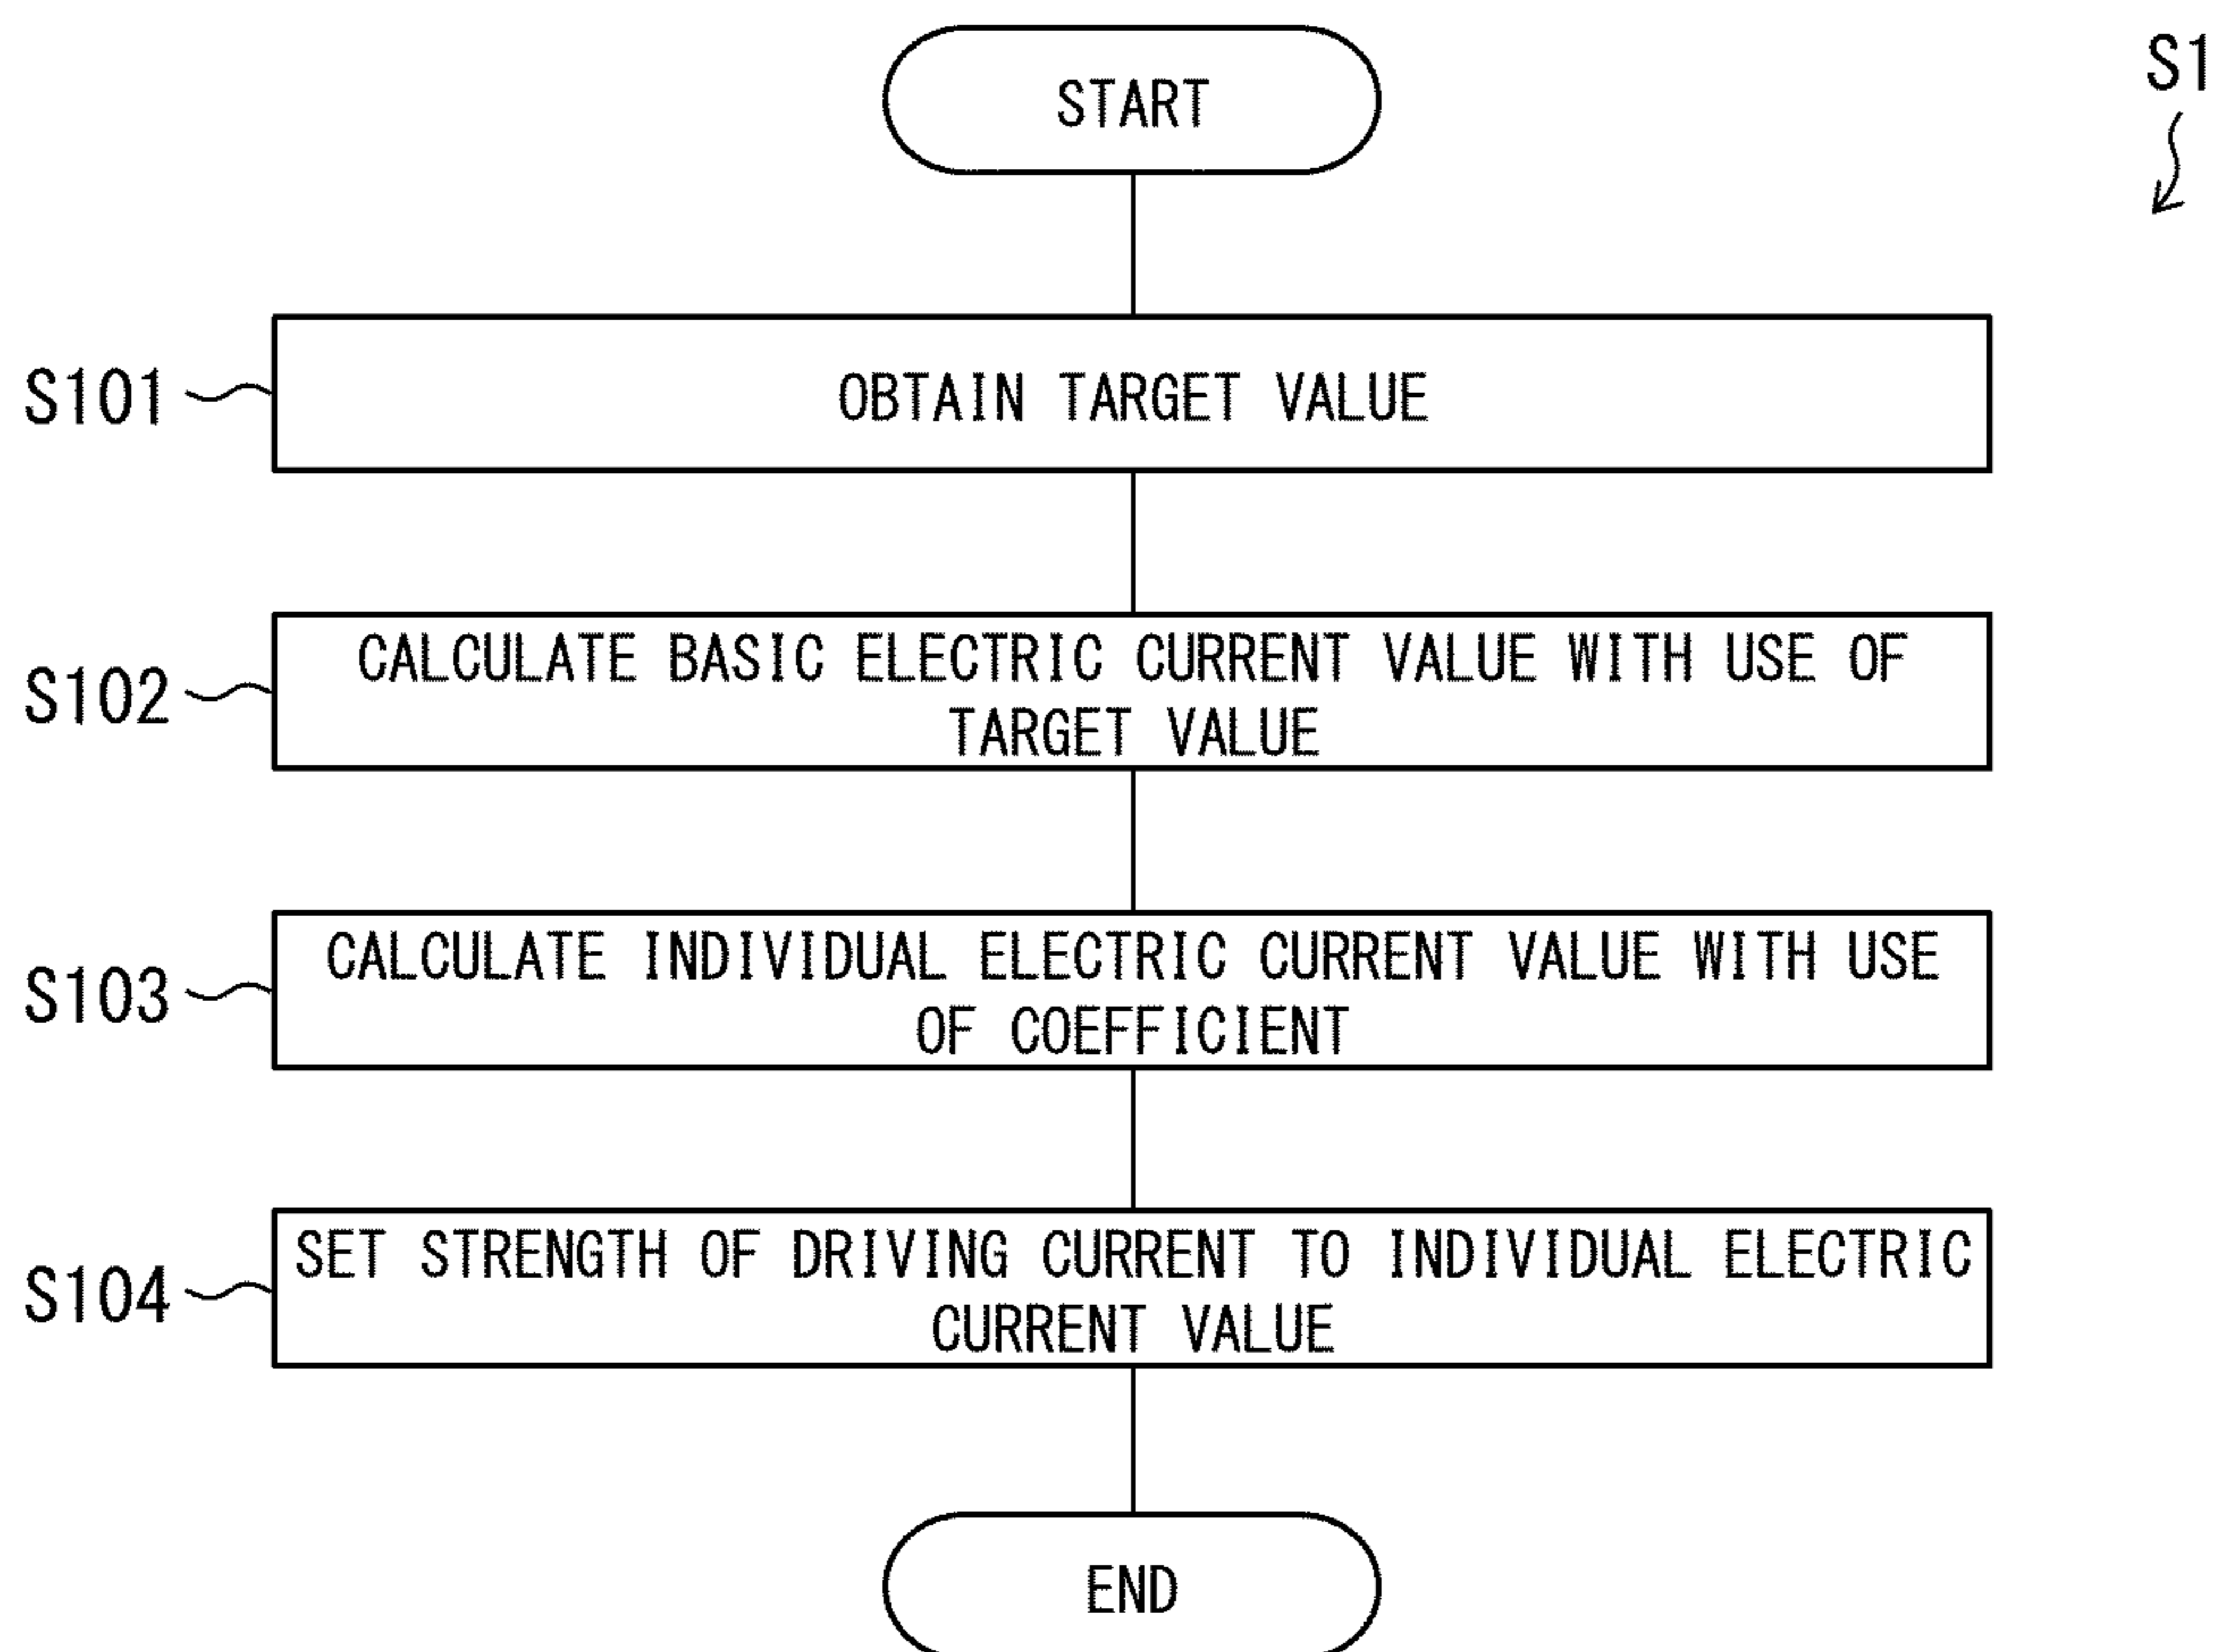 START
S1
S101
OBTAIN TARGET VALUE
S102
CALCULATE BASIC ELECTRIC CURRENT VALUE WITH USE OF
TARGET VALUE
S103
CALCULATE INDIVIDUAL ELECTRIC CURRENT VALUE WITH USE
OF COEFFICIENT
S104
SET STRENGTH OF DRIVING CURRENT TO INDIVIDUAL ELECTRIC
CURRENT VALUE
END